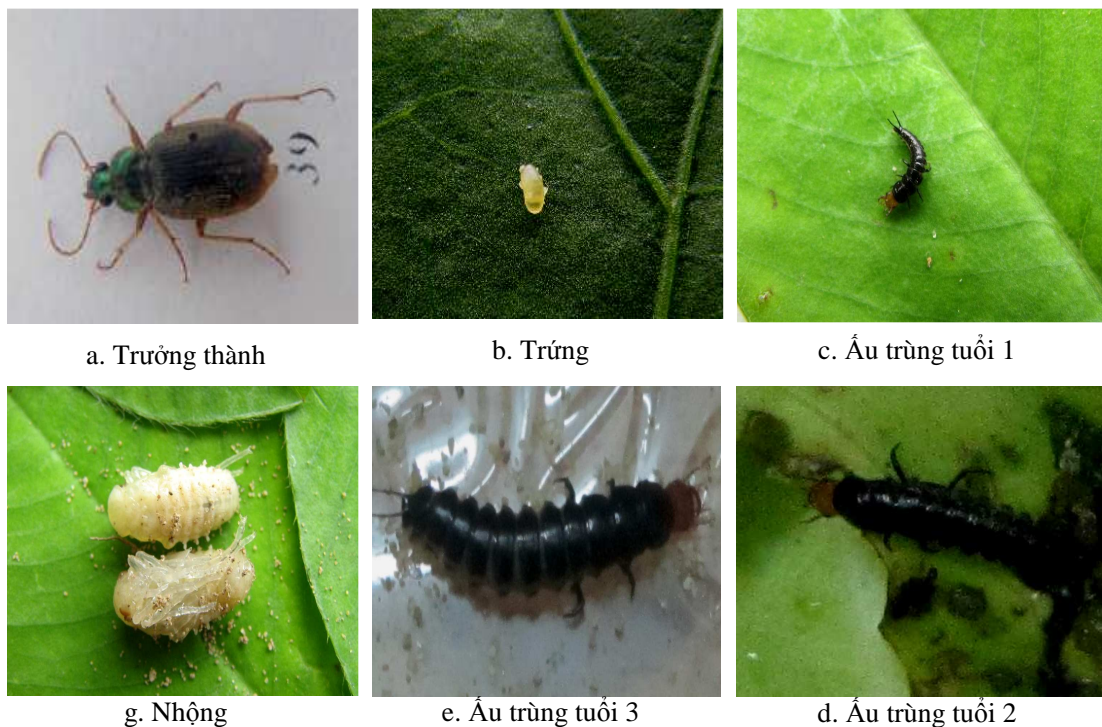 39
a. Trưởng thành
b. Trứng
c. Ấu trùng tuổi 1
g. Nhộng
e. Ấu trùng tuổi 3
d. Ấu trùng tuổi 2